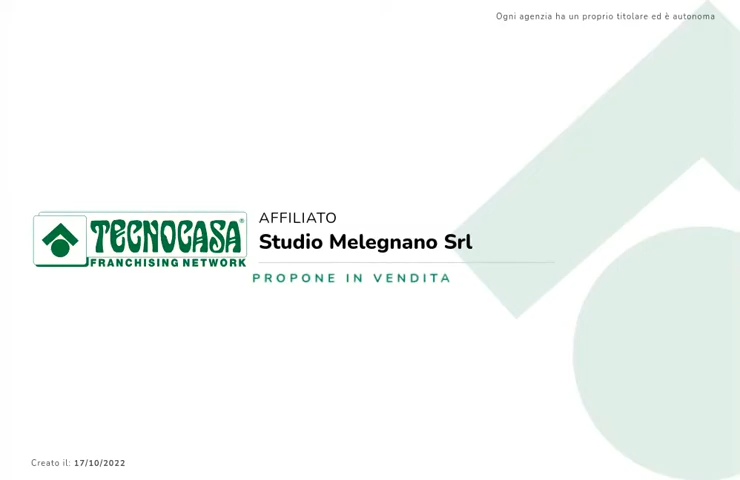 Ogni agenzia ha un proprio titolare ed è autonoma
TECNOCASA®
FRANCHISING NETWORK
AFFILIATO
Studio Melegnano Srl
PROPONE IN VENDITA
Creato il: 17/10/2022